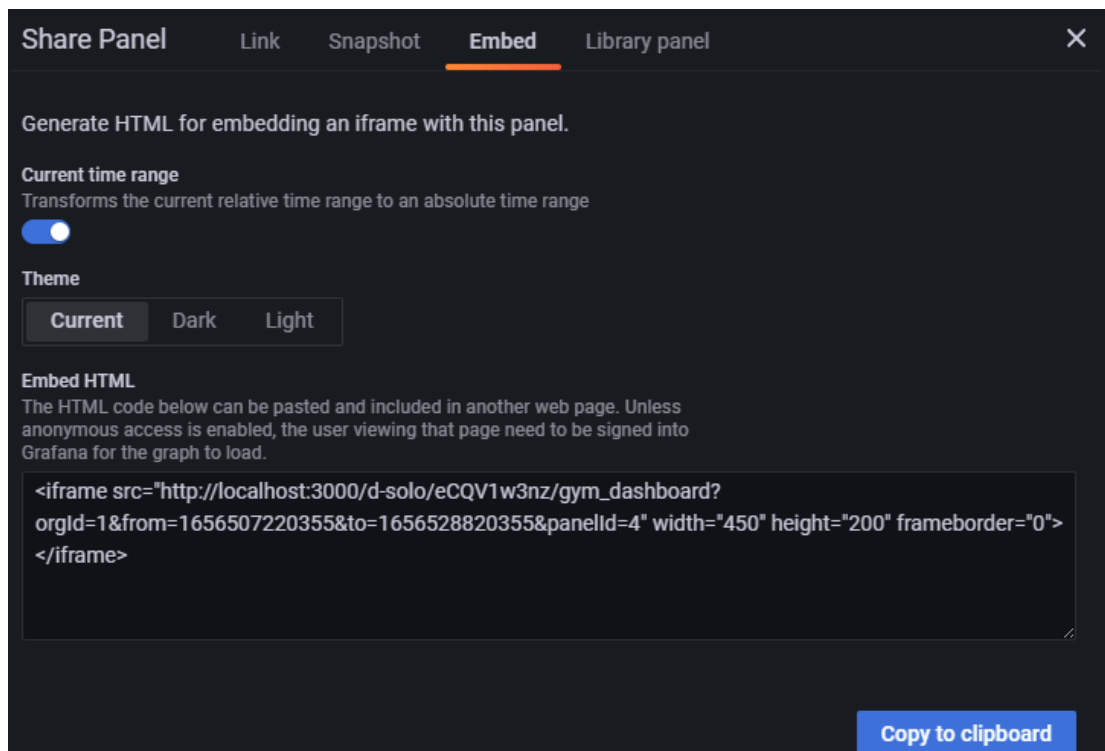 Share Panel Link Snapshot Embed Library panel
Generate HTML for embedding an iframe with this panel.
Current time range
Transforms the current relative time range to an absolute time range
Theme
Current Dark Light
Embed HTML
The HTML code below can be pasted and included in another web page. Unless
anonymous access is enabled, the user viewing that page need to be signed into
Grafana for the graph to load.
<iframe src="http://localhost:3000/d-solo/eCQV1w3nz/gym_dashboard?
orgId=1&from=1656507220355&to=1656528820355&panelId=4" width="450" height="200" frameborder="0">
</iframe>
Copy to clipboard